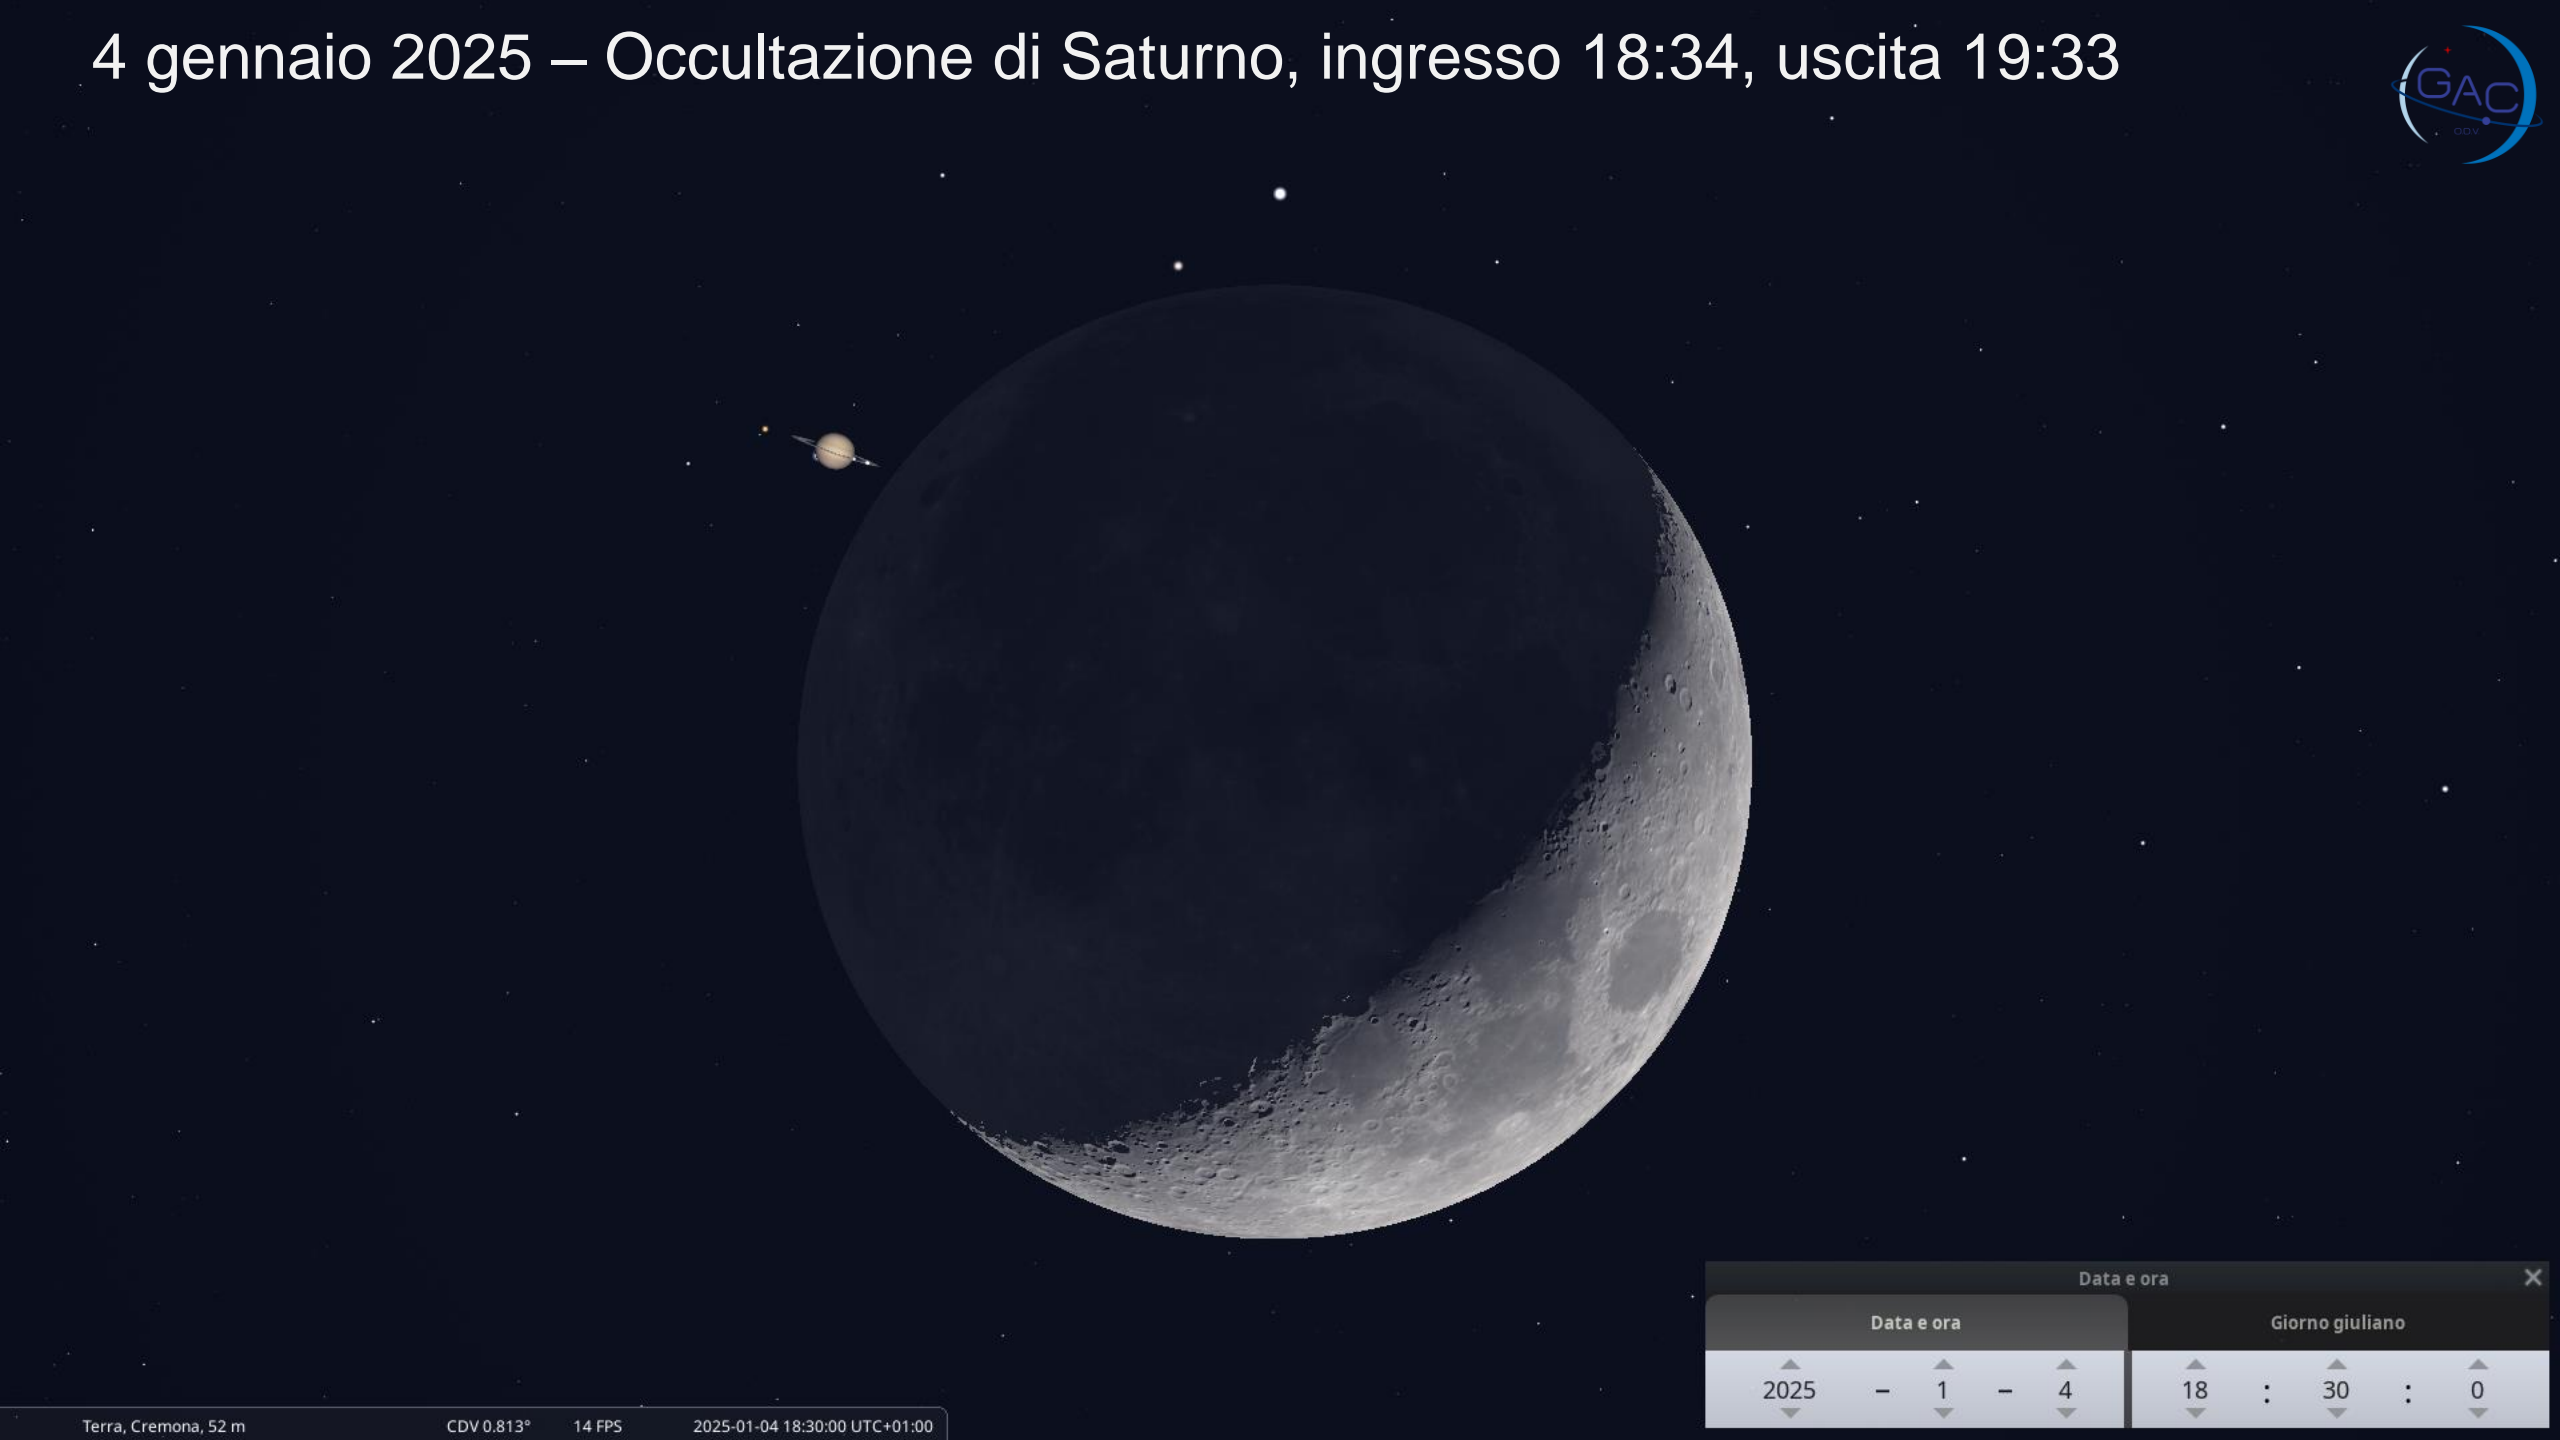 4 gennaio 2025 – Occultazione di Saturno, ingresso 18:34, uscita 19:33
GAC
ODV
Data e ora
Data e ora Giorno giuliano
2025 – 1 – 4 18 : 30 : 0
Terra, Cremona, 52 m CDV 0.813° 14 FPS 2025-01-04 18:30:00 UTC+01:00